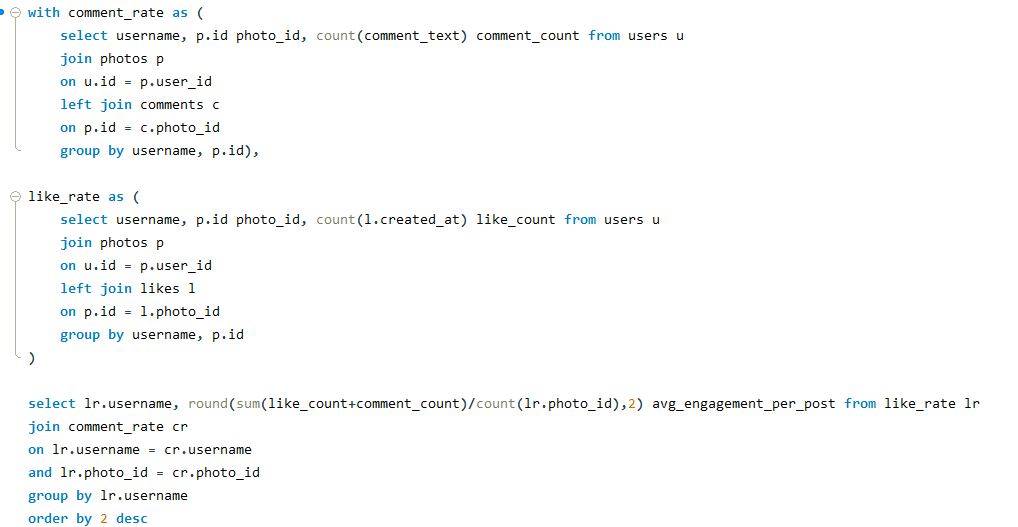 with comment_rate as (
select username, p.id photo_id, count(comment_text) comment_count from users u
join photos p
on u.id = p.user_id
left join comments c
on p.id = c.photo_id
group by username, p.id),
like_rate as (
select username, p.id photo_id, count(l.created_at) like_count from users u
join photos p
on u.id = p.user_id
left join likes l
on p.id = l.photo_id
group by username, p.id
)
select lr.username, round(sum(like_count+comment_count)/count(lr.photo_id),2) avg_engagement_per_post from like_rate lr
join comment_rate cr
on lr.username = cr.username
and lr.photo_id = cr.photo_id
group by lr.username
order by 2 desc